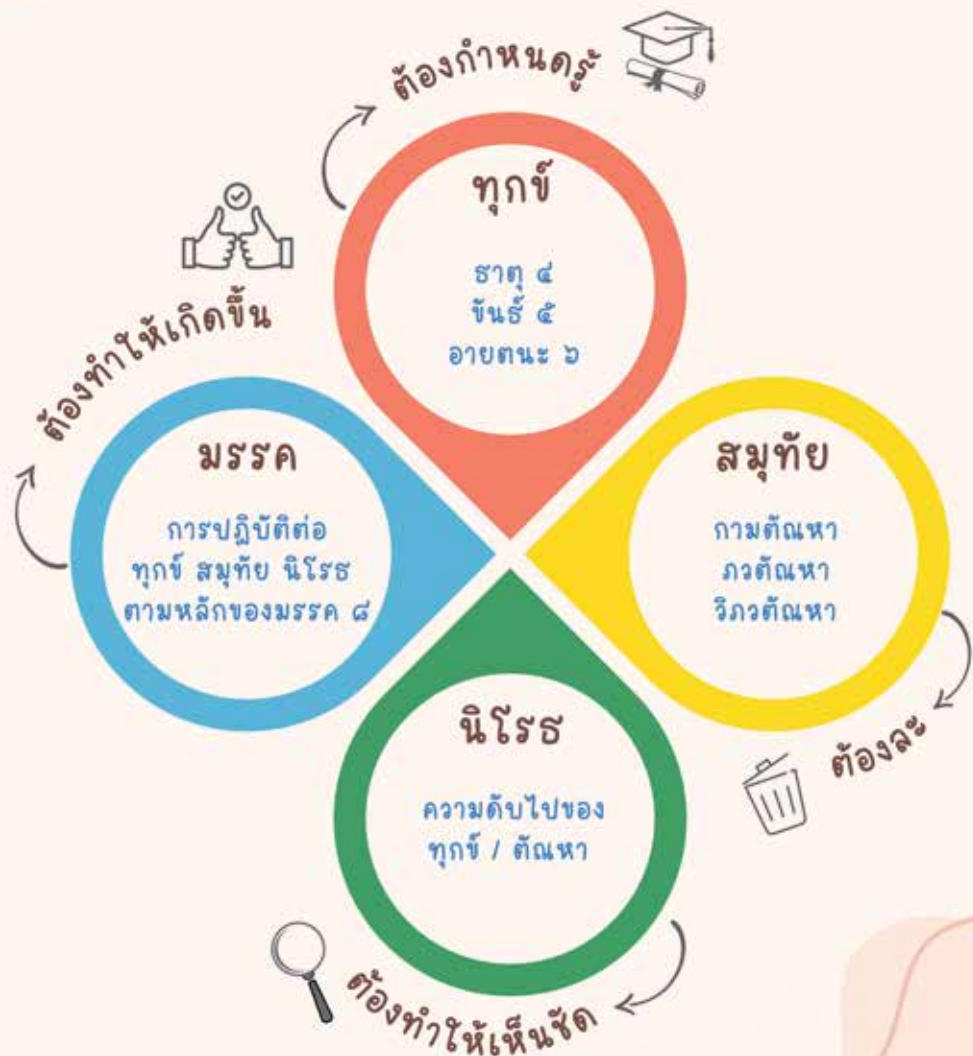 ต้องกำหนดรู้
ทุกข์
ธาตุ ๔
ขันธ์ ๕
อายตนะ ๖
ต้องทำให้เกิดขึ้น
มรรค
การปฏิบัติต่อ
ทุกข์ สมุทัย นิโรธ
ตามหลักของมรรค ๘
สมุทัย
กามตัณหา
ภวตัณหา
วิภวตัณหา
ต้องละ
นิโรธ
ความดับไปของ
ทุกข์ / ตัณหา
ต้องทำให้เห็นชัด